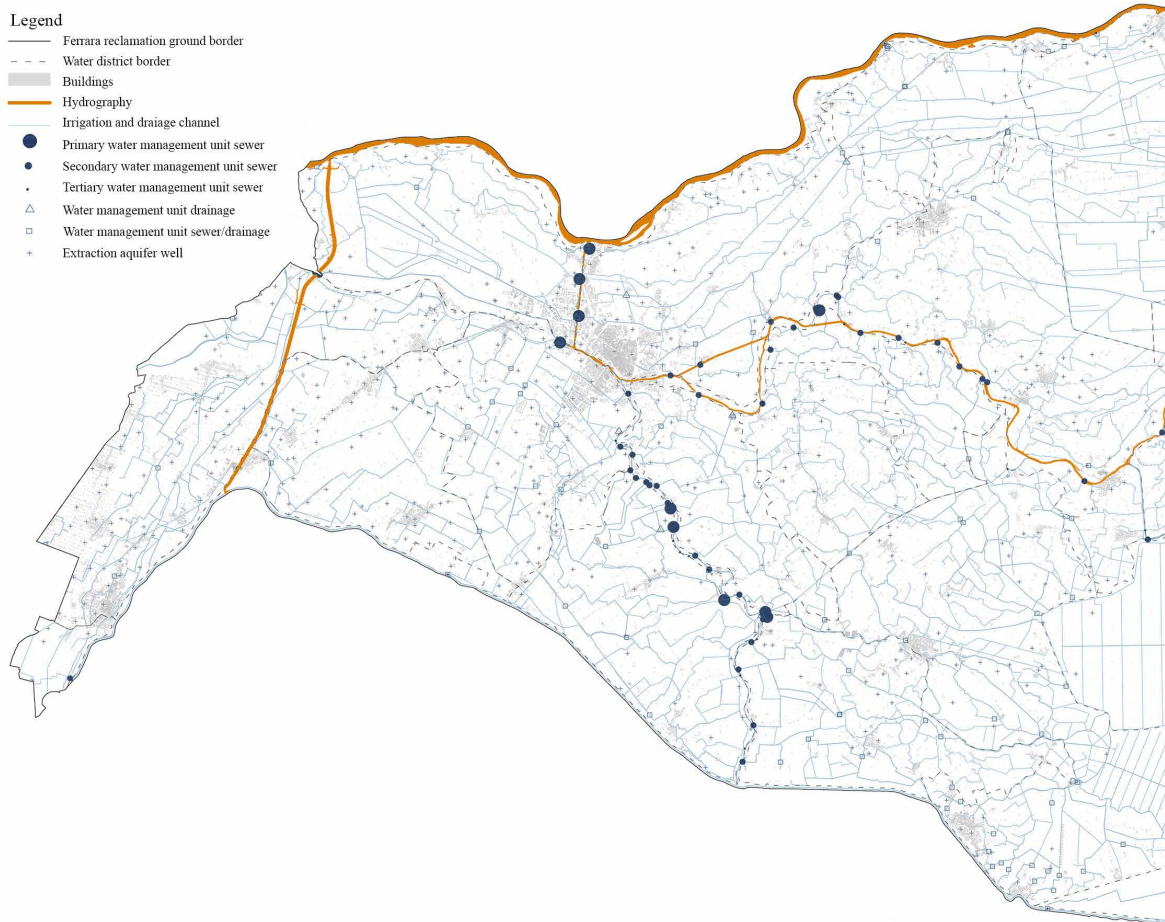 Legend
Ferrara reclamation ground border
Water district border
Buildings
Hydrography
Irrigation and draiage channel
Primary water management unit sewer
Secondary water management unit sewer
Tertiary water management unit sewer
Water management unit drainage
Water management unit sewer/drainage
Extraction aquifer well